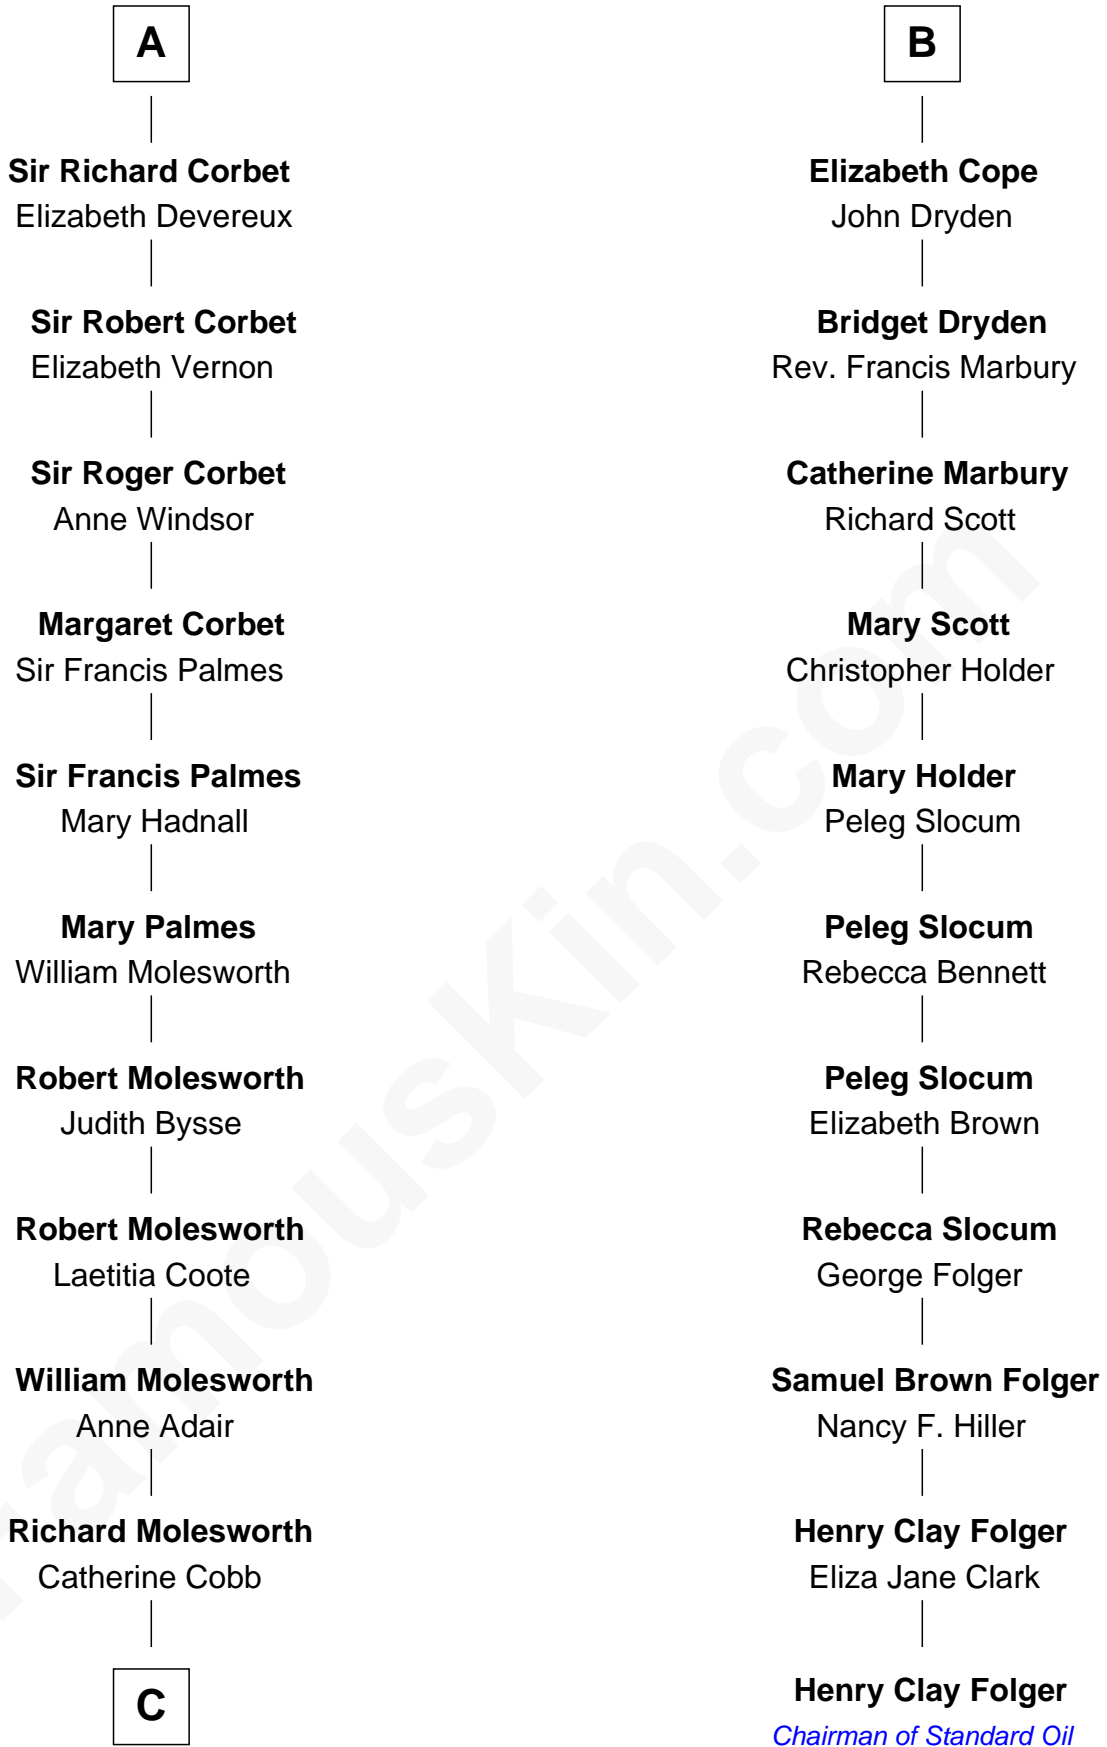 A
Sir Richard Corbet
Elizabeth Devereux
Sir Robert Corbet
Elizabeth Vernon
Sir Roger Corbet
Anne Windsor
Margaret Corbet
Sir Francis Palmes
Sir Francis Palmes
Mary Hadnall
Mary Palmes
William Molesworth
Robert Molesworth
Judith Bysse
Robert Molesworth
Laetitia Coote
William Molesworth
Anne Adair
Richard Molesworth
Catherine Cobb
C
B
Elizabeth Cope
John Dryden
Bridget Dryden
Rev. Francis Marbury
Catherine Marbury
Richard Scott
Mary Scott
Christopher Holder
Mary Holder
Peleg Slocum
Peleg Slocum
Rebecca Bennett
Peleg Slocum
Elizabeth Brown
Rebecca Slocum
George Folger
Samuel Brown Folger
Nancy F. Hiller
Henry Clay Folger
Eliza Jane Clark
Henry Clay Folger
Chairman of Standard Oil
FamousKin.com